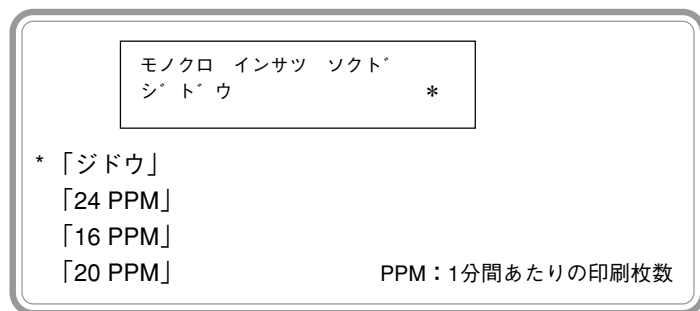 モノクロ　インサツ　ソクト゛
シ゛ト゛ウ　＊
* 「ジドウ」
「24 PPM」
「16 PPM」
「20 PPM」
PPM：1分間あたりの印刷枚数